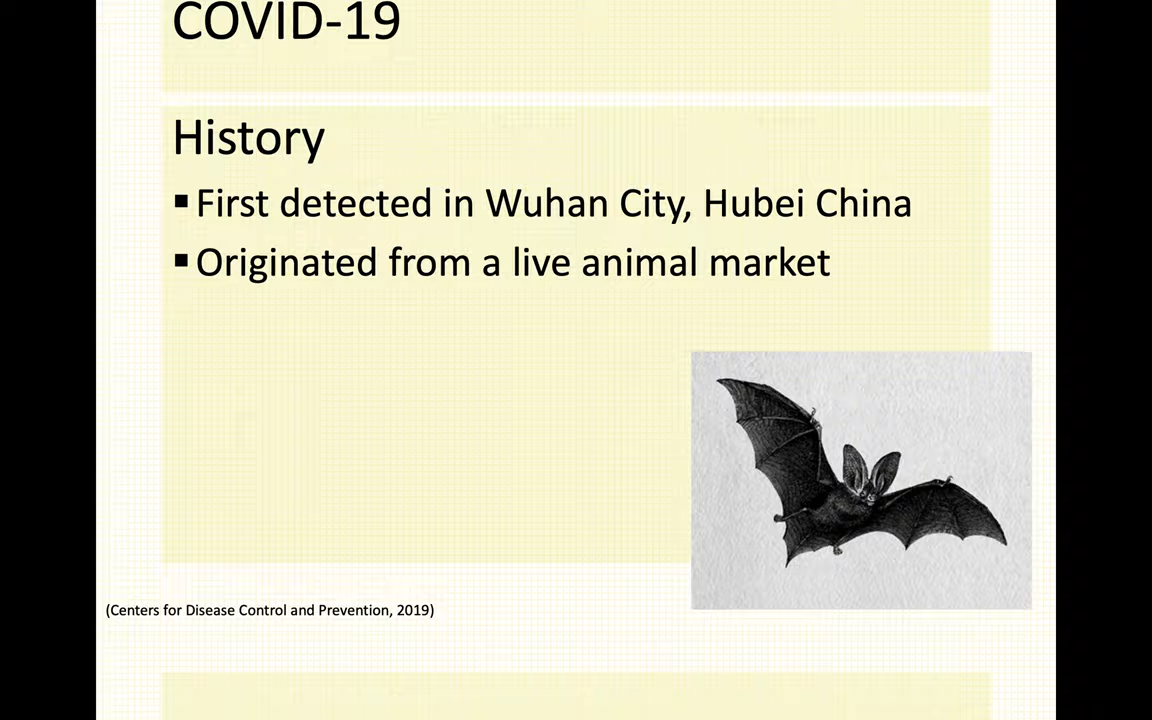 COVID-19
History
▪ First detected in Wuhan City, Hubei China
▪ Originated from a live animal market
(Centers for Disease Control and Prevention, 2019)